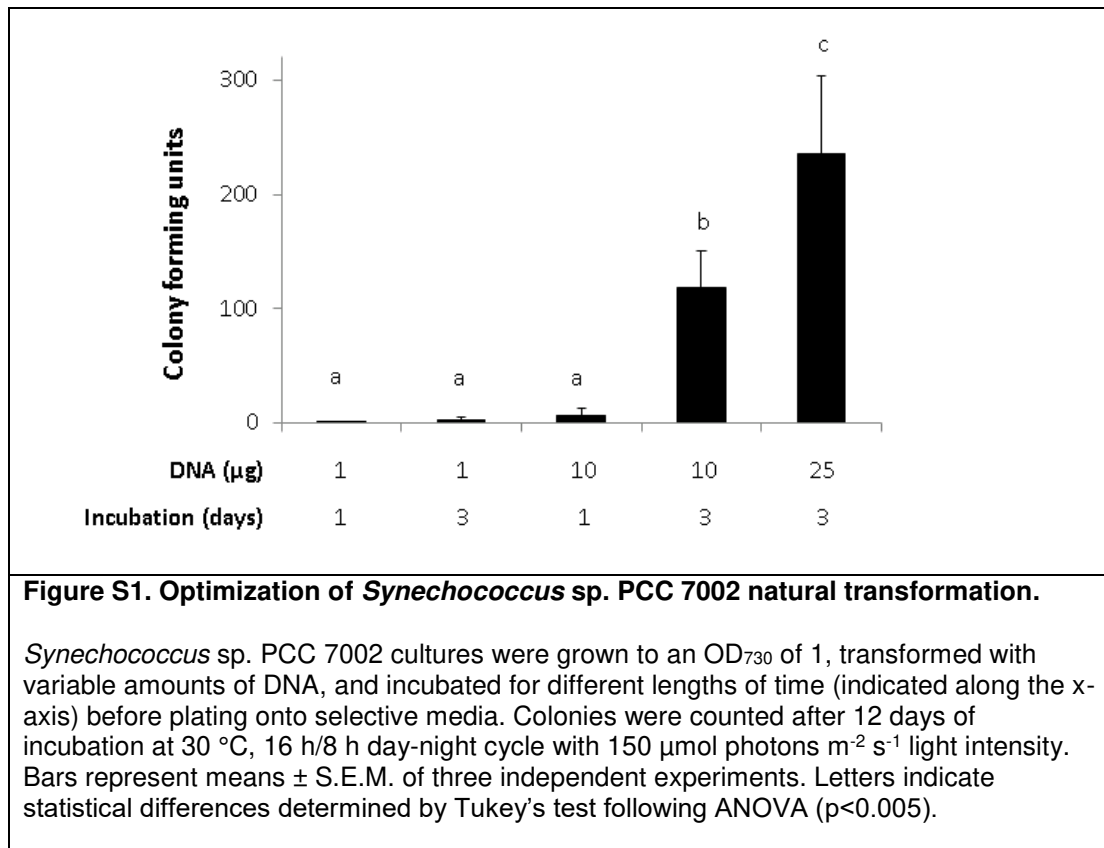 c
300
200
b
100
a a a
0
Colony forming units
DNA (µg) 1 1 10 10 25
Incubation (days) 1 3 1 3 3
Figure S1. Optimization of Synechococcus sp. PCC 7002 natural transformation.
Synechococcus sp. PCC 7002 cultures were grown to an OD₇₃₀ of 1, transformed with
variable amounts of DNA, and incubated for different lengths of time (indicated along the x-
axis) before plating onto selective media. Colonies were counted after 12 days of
incubation at 30 °C, 16 h/8 h day-night cycle with 150 µmol photons m⁻² s⁻¹ light intensity.
Bars represent means ± S.E.M. of three independent experiments. Letters indicate
statistical differences determined by Tukey’s test following ANOVA (p<0.005).